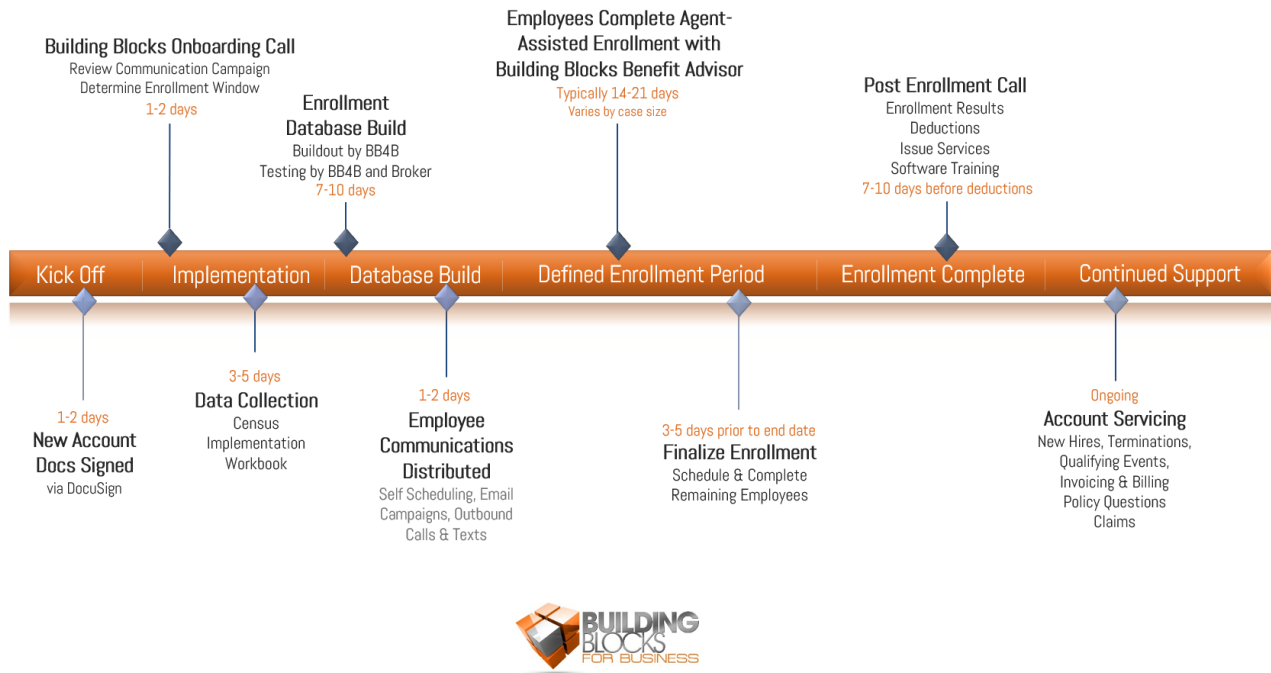 Building Blocks Onboarding Call
Review Communication Campaign
Determine Enrollment Window
1-2 days
Enrollment
Database Build
Buildout by BB4B
Testing by BB4B and Broker
7-10 days
Employees Complete Agent-
Assisted Enrollment with
Building Blocks Benefit Advisor
Typically 14-21 days
Varies by case size
Post Enrollment Call
Enrollment Results
Deductions
Issue Services
Software Training
7-10 days before deductions
Kick Off
Implementation
Database Build
Defined Enrollment Period
Enrollment Complete
Continued Support
1-2 days
New Account
Docs Signed
via DocuSign
3-5 days
Data Collection
Census
Implementation
Workbook
1-2 days
Employee
Communications
Distributed
Self Scheduling, Email
Campaigns, Outbound
Calls & Texts
3-5 days prior to end date
Finalize Enrollment
Schedule & Complete
Remaining Employees
Ongoing
Account Servicing
New Hires, Terminations,
Qualifying Events,
Invoicing & Billing
Policy Questions
Claims
BUILDING
BLOCKS
FOR BUSINESS